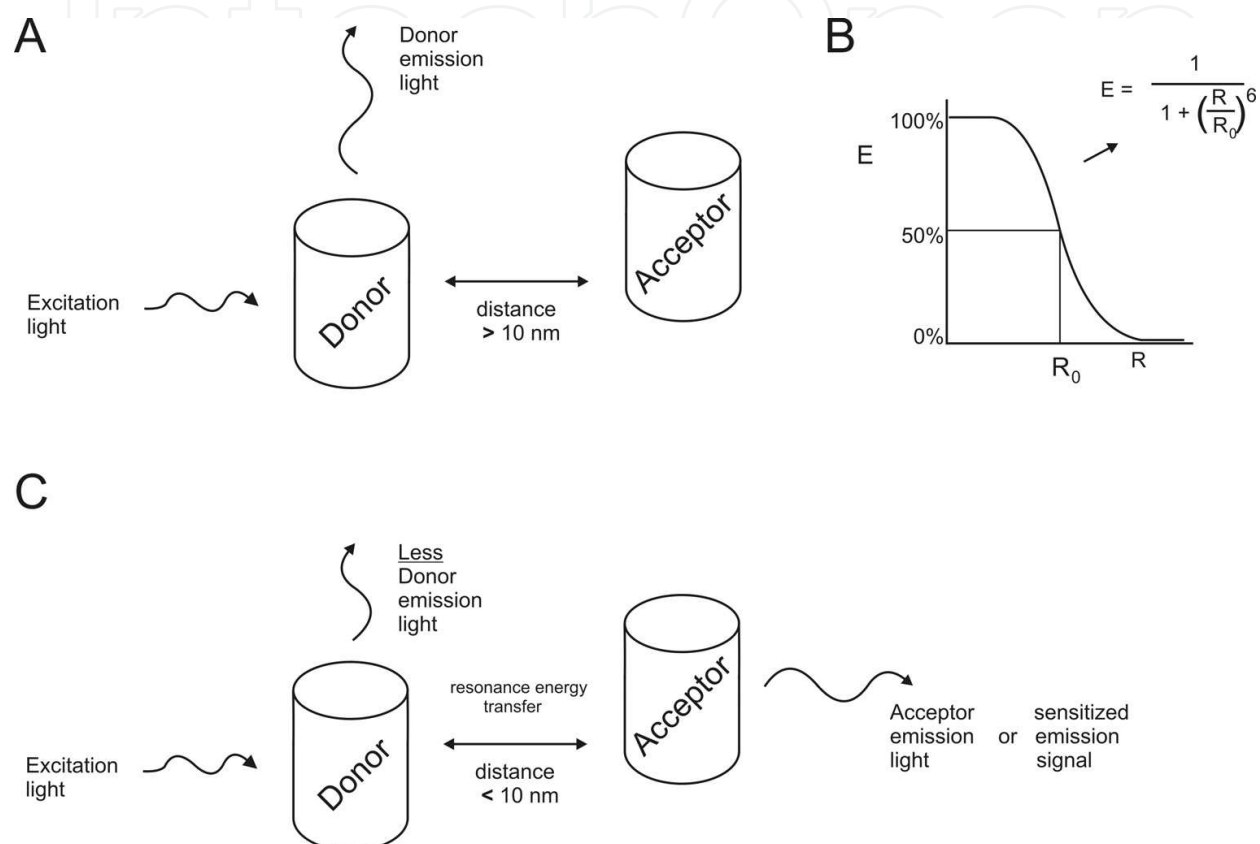 A
Donor
emission
light
Excitation
light
Donor
distance
> 10 nm
Acceptor
B
E = 1 / 1 + (R/R₀)⁶
100%
E
50%
0%
R₀
R
C
Less
Donor
emission
light
Excitation
light
Donor
resonance energy
transfer
distance
< 10 nm
Acceptor
Acceptor
emission
light
or
sensitized
emission
signal